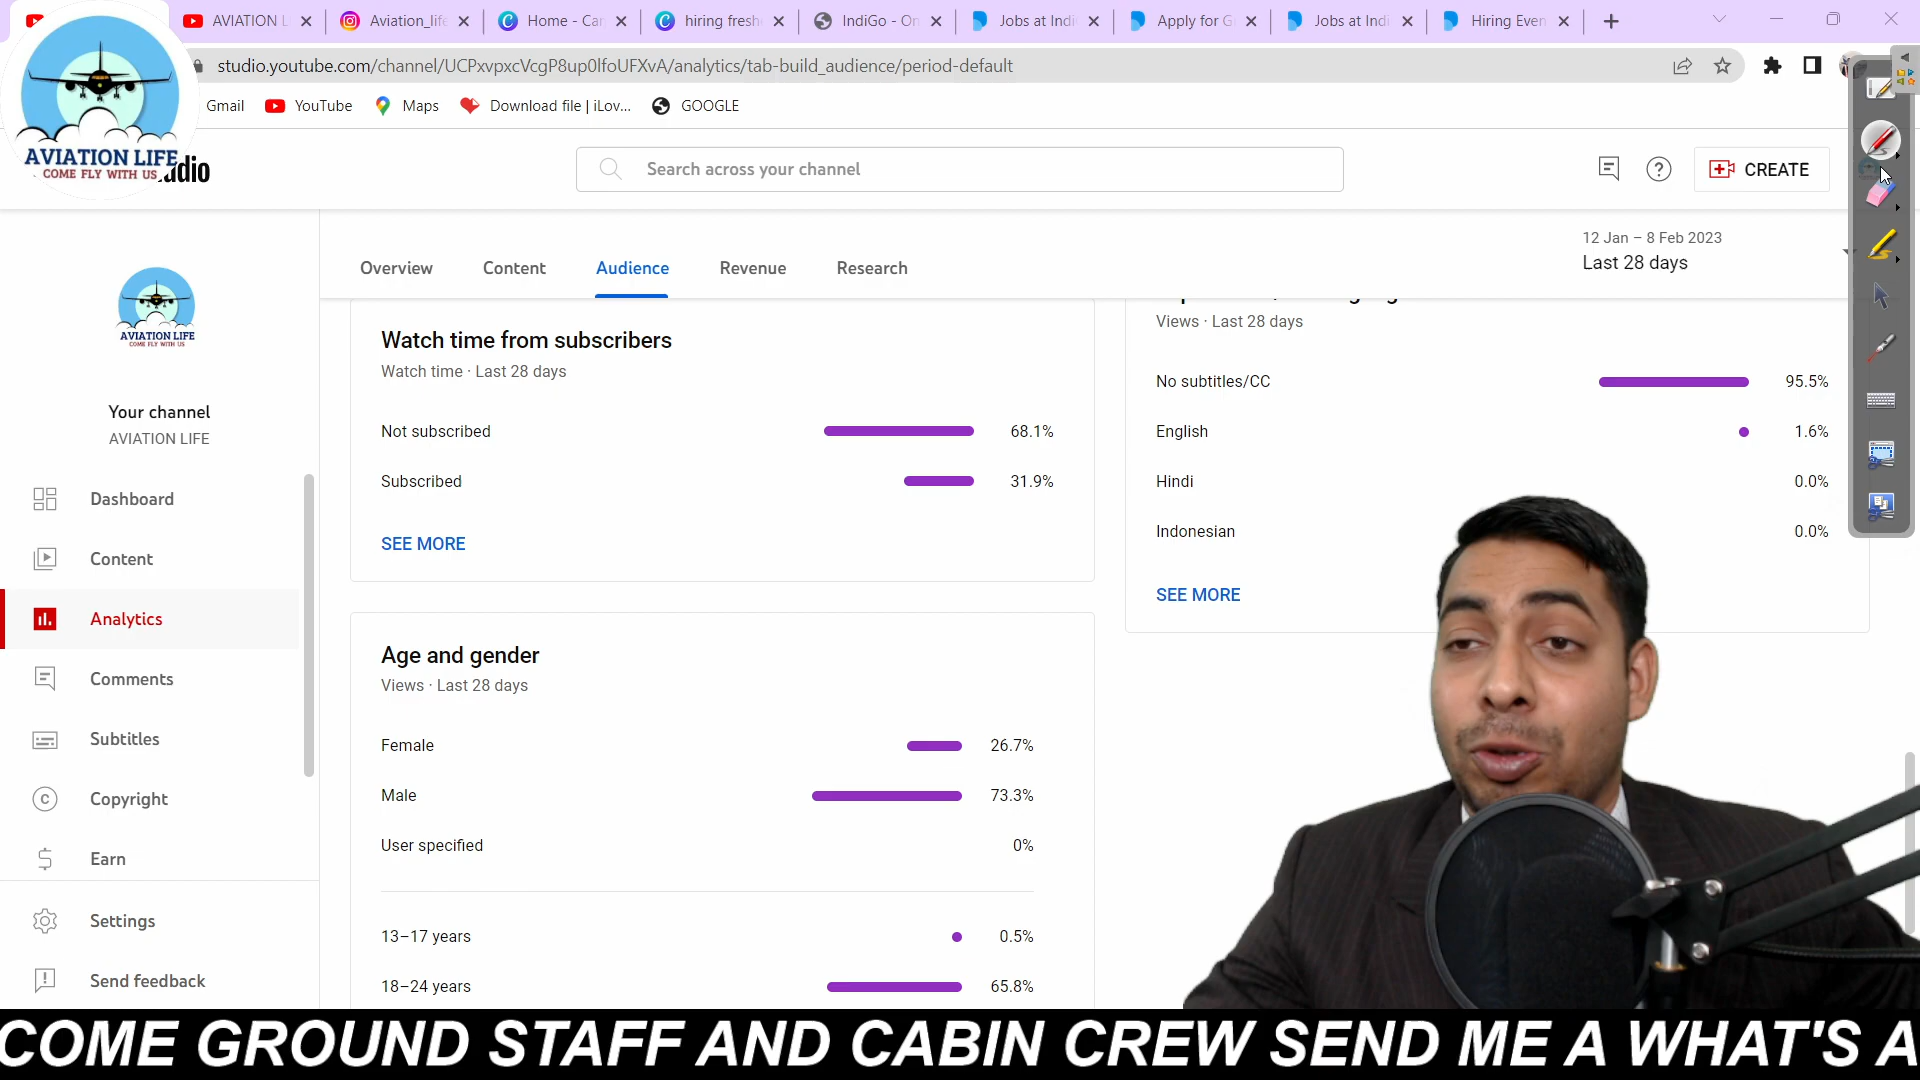 AVIATION L
Aviation_life
Home - Can
hiring fresh
IndiGo - On
Jobs at Indi
Apply for G
Jobs at Indi
Hiring Even
studio.youtube.com/channel/UCPxvpxcVcgP8up0lfoUFXvA/analytics/tab-build_audience/period-default
Gmail
YouTube
Maps
Download file | iLov...
GOOGLE
AVIATION LIFE
COME FLY WITH US
udio
Search across your channel
CREATE
Overview
Content
Audience
Revenue
Research
12 Jan – 8 Feb 2023
Last 28 days
AVIATION LIFE
COME FLY WITH US
Your channel
AVIATION LIFE
Dashboard
Content
Analytics
Comments
Subtitles
Copyright
Earn
Settings
Send feedback
Watch time from subscribers
Watch time · Last 28 days
Not subscribed 68.1%
Subscribed 31.9%
SEE MORE
Age and gender
Views · Last 28 days
Female 26.7%
Male 73.3%
User specified 0%
13–17 years 0.5%
18–24 years 65.8%
Views · Last 28 days
No subtitles/CC 95.5%
English 1.6%
Hindi 0.0%
Indonesian 0.0%
SEE MORE
COME GROUND STAFF AND CABIN CREW SEND ME A WHAT'S A